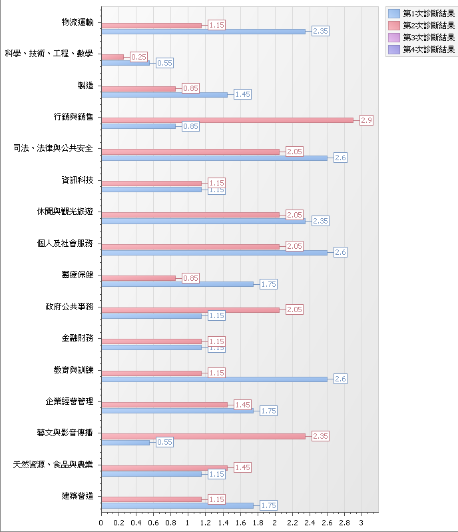 第1次診斷結果
第2次診斷結果
第3次診斷結果
第4次診斷結果
物流運輸
1.15
2.35
科學、技術、工程、數學
0.25
0.55
製造
0.85
1.45
行銷與銷售
2.9
0.85
司法、法律與公共安全
2.05
2.6
資訊科技
1.15
1.15
休閒與觀光旅遊
2.05
2.35
個人及社會服務
2.05
2.6
醫療保健
0.85
1.75
政府公共事務
2.05
1.15
金融財務
1.15
1.15
教育與訓練
1.15
2.6
企業經營管理
1.45
1.75
藝文與影音傳播
2.35
0.55
天然資源、食品與農業
1.45
1.15
建築營造
1.15
1.75
0 0.2 0.4 0.6 0.8 1 1.2 1.4 1.6 1.8 2 2.2 2.4 2.6 2.8 3